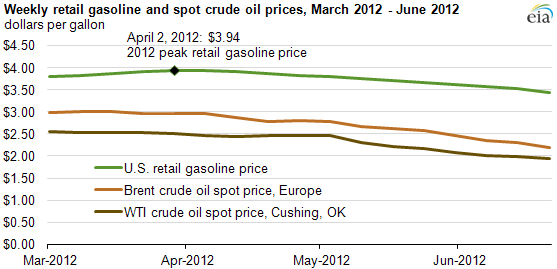 Weekly retail gasoline and spot crude oil prices, March 2012 - June 2012
dollars per gallon
eia
$4.50
April 2, 2012: $3.94
2012 peak retail gasoline price
$4.00
$3.50
$3.00
$2.50
$2.00
$1.50
$1.00
$0.50
$0.00
U.S. retail gasoline price
Brent crude oil spot price, Europe
WTI crude oil spot price, Cushing, OK
Mar-2012 Apr-2012 May-2012 Jun-2012